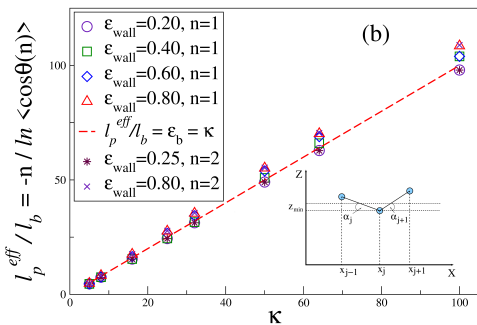 l_p^eff / l_b = -n / ln <cosθ(n)>
100
50
0
ε_wall=0.20, n=1
ε_wall=0.40, n=1
ε_wall=0.60, n=1
ε_wall=0.80, n=1
l_p^eff/l_b = ε_b = κ
ε_wall=0.25, n=2
ε_wall=0.80, n=2
(b)
Z
z_min
α_j
α_j+1
x_j-1
x_j
x_j+1
X
0
20
40
60
80
100
κ